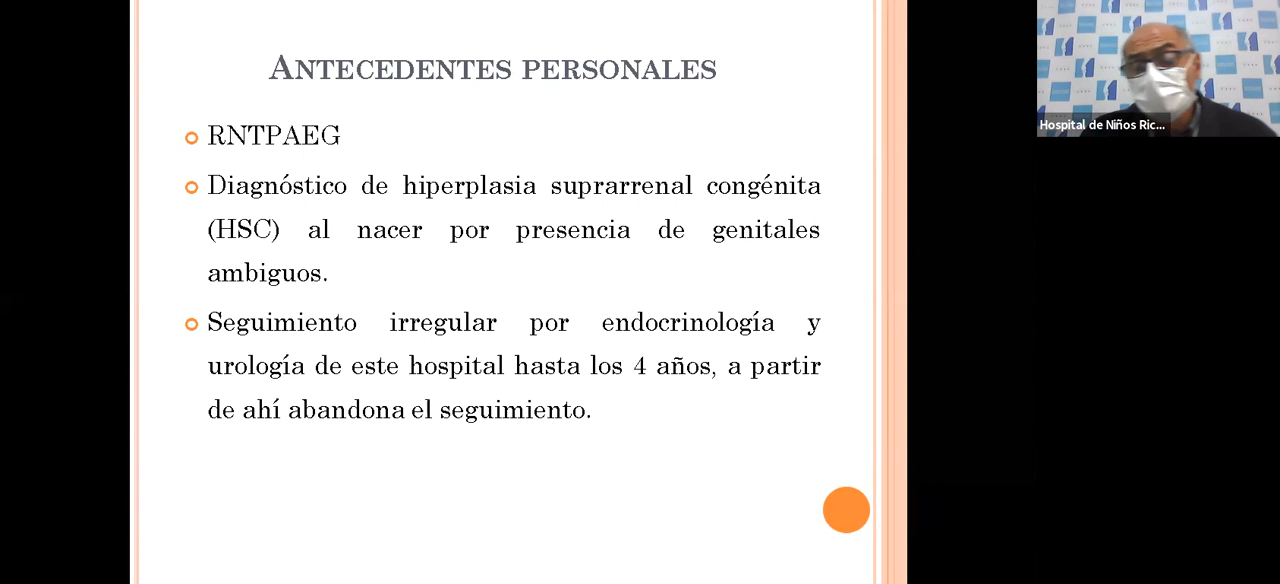 ANTECEDENTES PERSONALES
RNTPAEG
Diagnóstico de hiperplasia suprarrenal congénita
(HSC) al nacer por presencia de genitales
ambiguos.
Seguimiento irregular por endocrinología y
urología de este hospital hasta los 4 años, a partir
de ahí abandona el seguimiento.
Hospital de Niños Ric...